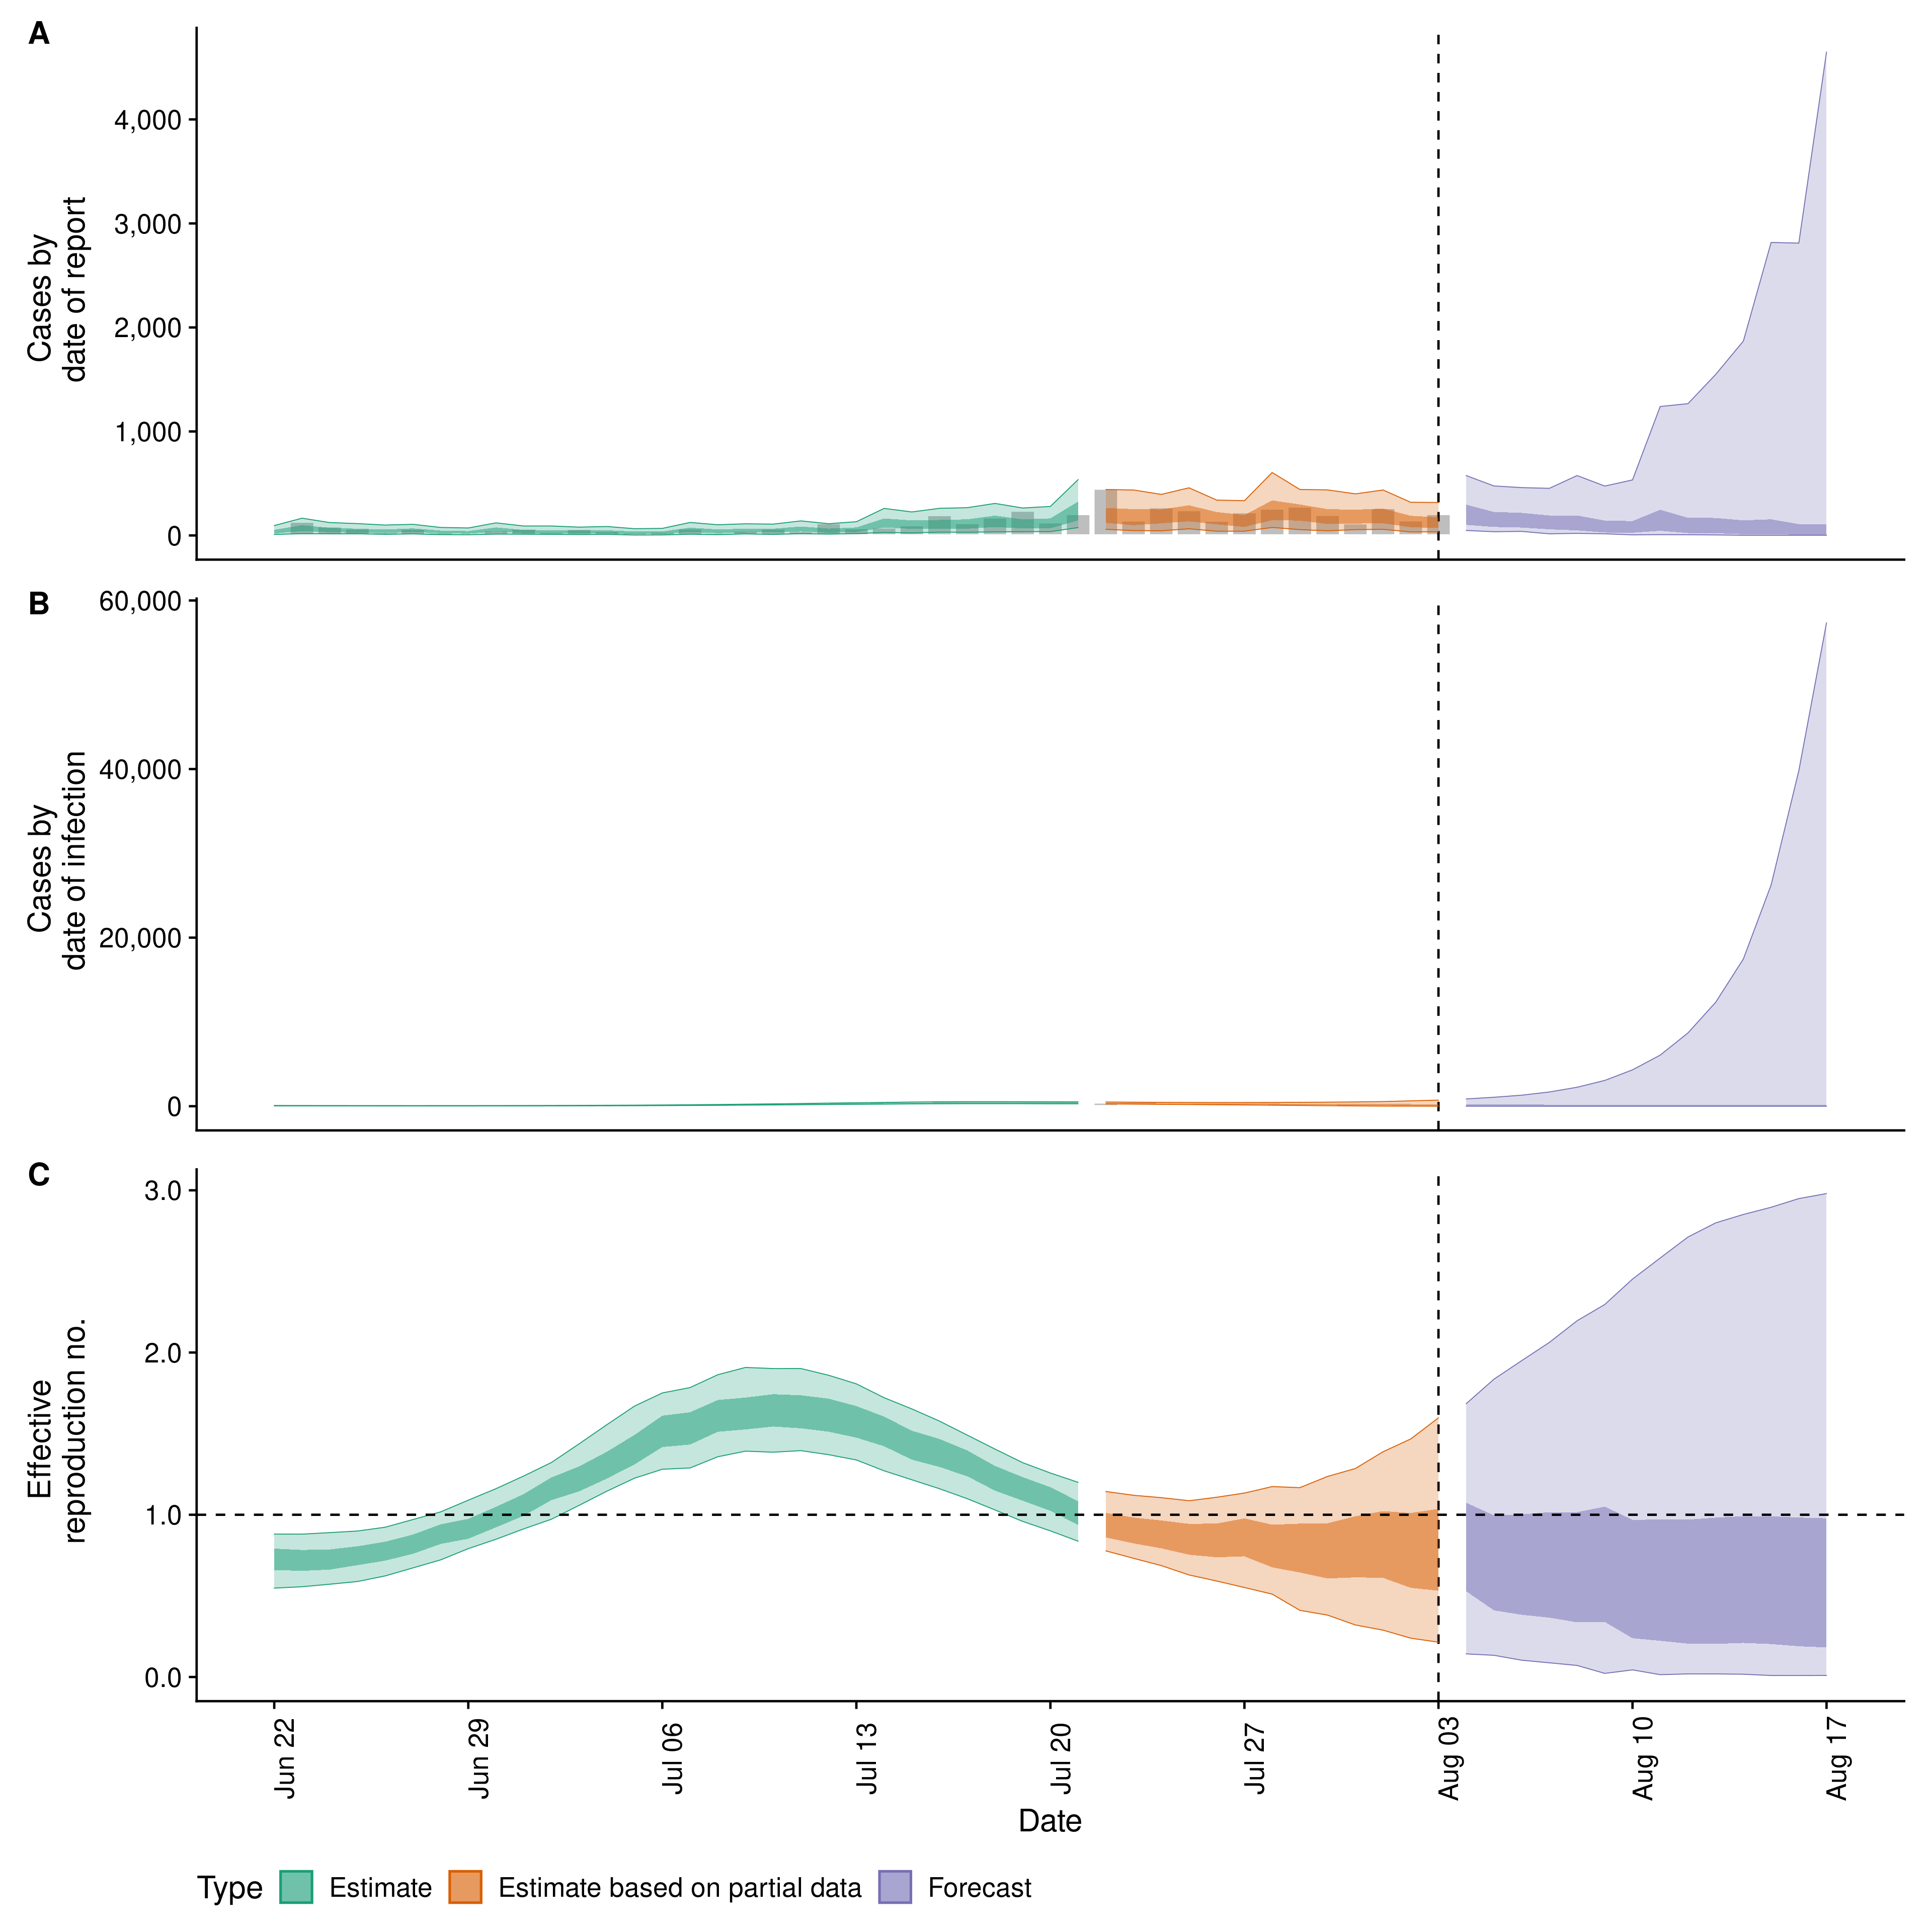 A
Cases by
date of report
4,000
3,000
2,000
1,000
0
B
Cases by
date of infection
60,000
40,000
20,000
0
C
Effective
reproduction no.
3.0
2.0
1.0
0.0
Jun 22
Jun 29
Jul 06
Jul 13
Jul 20
Jul 27
Aug 03
Aug 10
Aug 17
Date
Type Estimate Estimate based on partial data Forecast